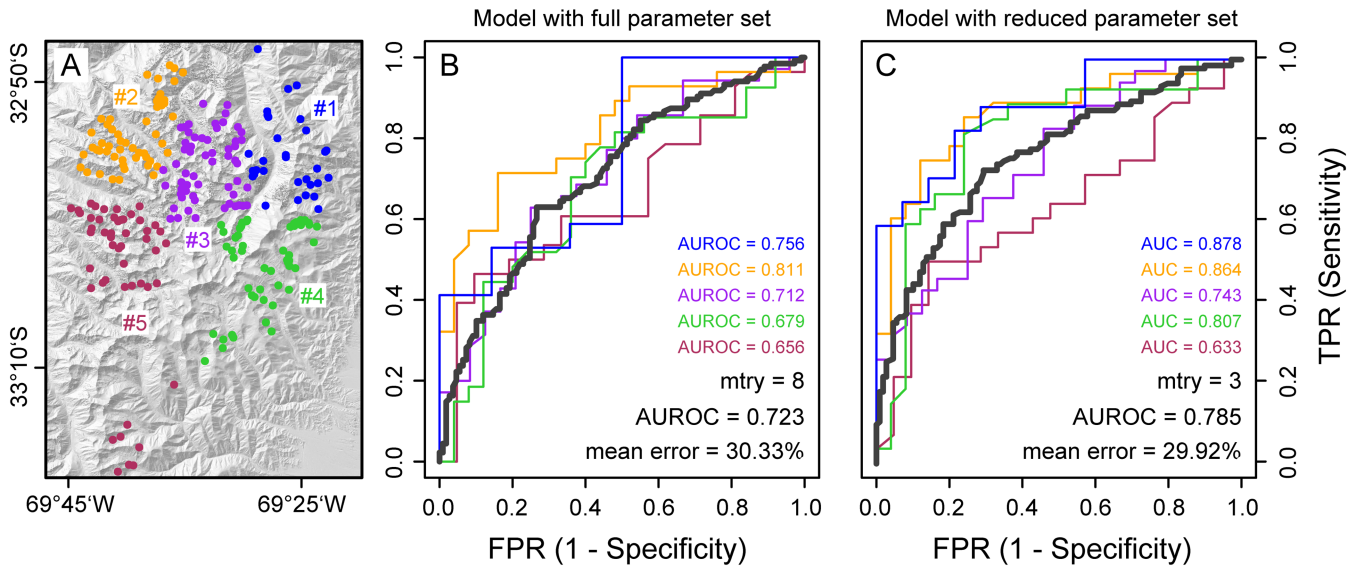 Model with full parameter set
Model with reduced parameter set
A
#1
#2
#3
#4
#5
32°50'S
33°10'S
69°45'W
69°25'W
B
1.0
0.8
0.6
0.4
0.2
0.0
AUROC = 0.756
AUROC = 0.811
AUROC = 0.712
AUROC = 0.679
AUROC = 0.656
mtry = 8
AUROC = 0.723
mean error = 30.33%
0.0 0.2 0.4 0.6 0.8 1.0
FPR (1 - Specificity)
C
AUC = 0.878
AUC = 0.864
AUC = 0.743
AUC = 0.807
AUC = 0.633
mtry = 3
AUROC = 0.785
mean error = 29.92%
0.0 0.2 0.4 0.6 0.8 1.0
FPR (1 - Specificity)
1.0
0.8
0.6
0.4
0.2
0.0
TPR (Sensitivity)